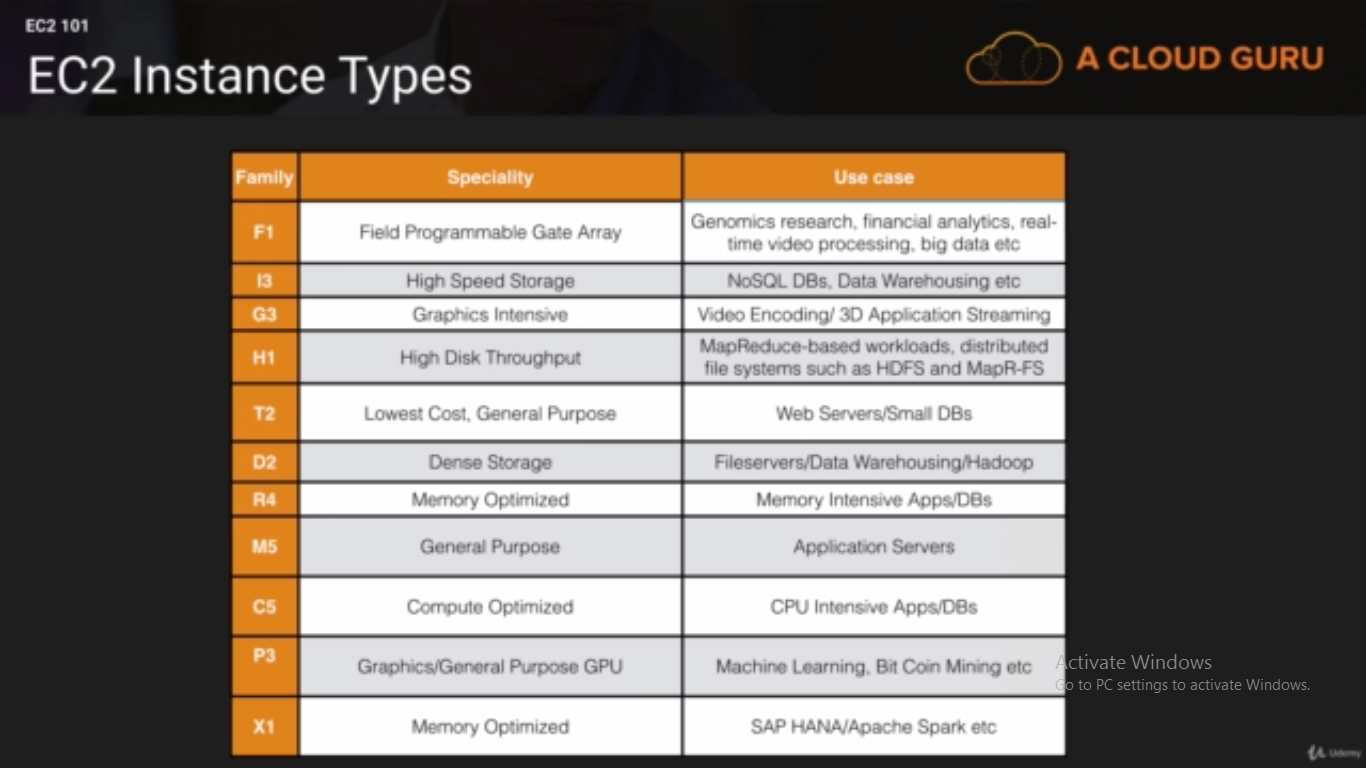 EC2 101
EC2 Instance Types
A CLOUD GURU
Family Speciality Use case
F1 Field Programmable Gate Array Genomics research, financial analytics, real-
time video processing, big data etc
I3 High Speed Storage NoSQL DBs, Data Warehousing etc
G3 Graphics Intensive Video Encoding/ 3D Application Streaming
H1 High Disk Throughput MapReduce-based workloads, distributed
file systems such as HDFS and MapR-FS
T2 Lowest Cost, General Purpose Web Servers/Small DBs
D2 Dense Storage Fileservers/Data Warehousing/Hadoop
R4 Memory Optimized Memory Intensive Apps/DBs
M5 General Purpose Application Servers
C5 Compute Optimized CPU Intensive Apps/DBs
P3 Graphics/General Purpose GPU Machine Learning, Bit Coin Mining etc
X1 Memory Optimized SAP HANA/Apache Spark etc
Activate Windows
Go to PC settings to activate Windows.
Udemy